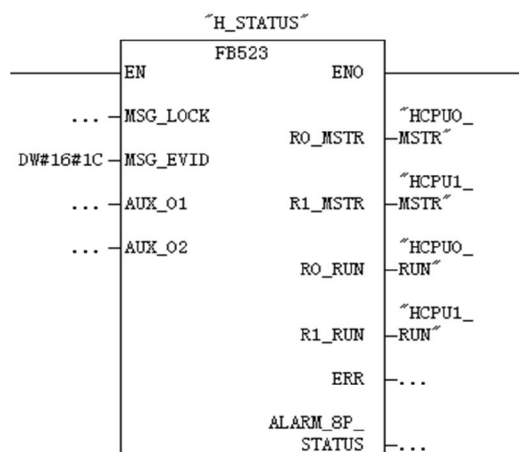 "H_STATUS"
FB523
EN ENO
... MSG_LOCK "HCPU0_
R0_MSTR MSTR"
DW#16#1C MSG_EVID
"HCPU1_
... AUX_01 R1_MSTR MSTR"
... AUX_02 "HCPU0_
R0_RUN RUN"
"HCPU1_
R1_RUN RUN"
ERR ...
ALARM_8P_
STATUS ...